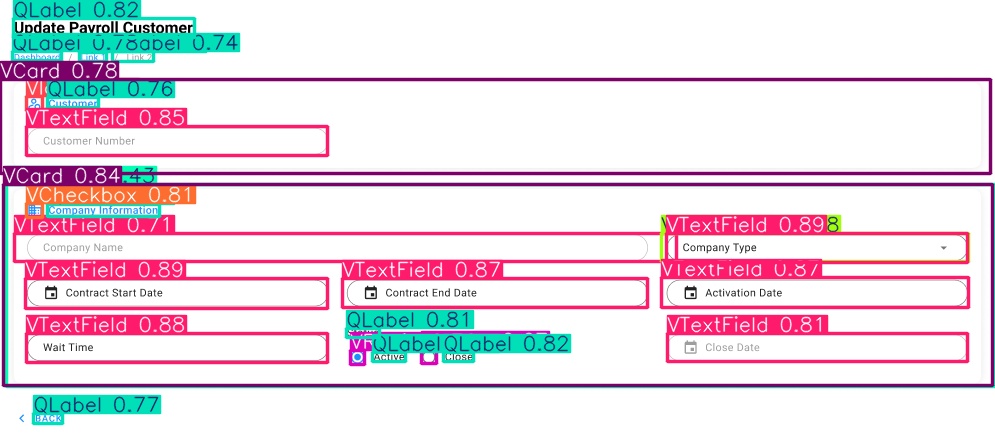 QLabel 0.82
Update Payroll Customer
QLabel 0.78abel 0.74
Dashboard / Link 1 / Link 2
VCard 0.78
QLabel 0.76
Customer
VTextField 0.85
Customer Number
VCard 0.84 .43
VCheckbox 0.81
Company Information
VTextField 0.71 VTextField 0.898
Company Name Company Type
VTextField 0.89 VTextField 0.87 VTextField 0.87
Contract Start Date Contract End Date Activation Date
VTextField 0.88 QLabel 0.81 VTextField 0.81
Wait Time QLabel QLabel 0.82 Close Date
Active Close
QLabel 0.77
BACK